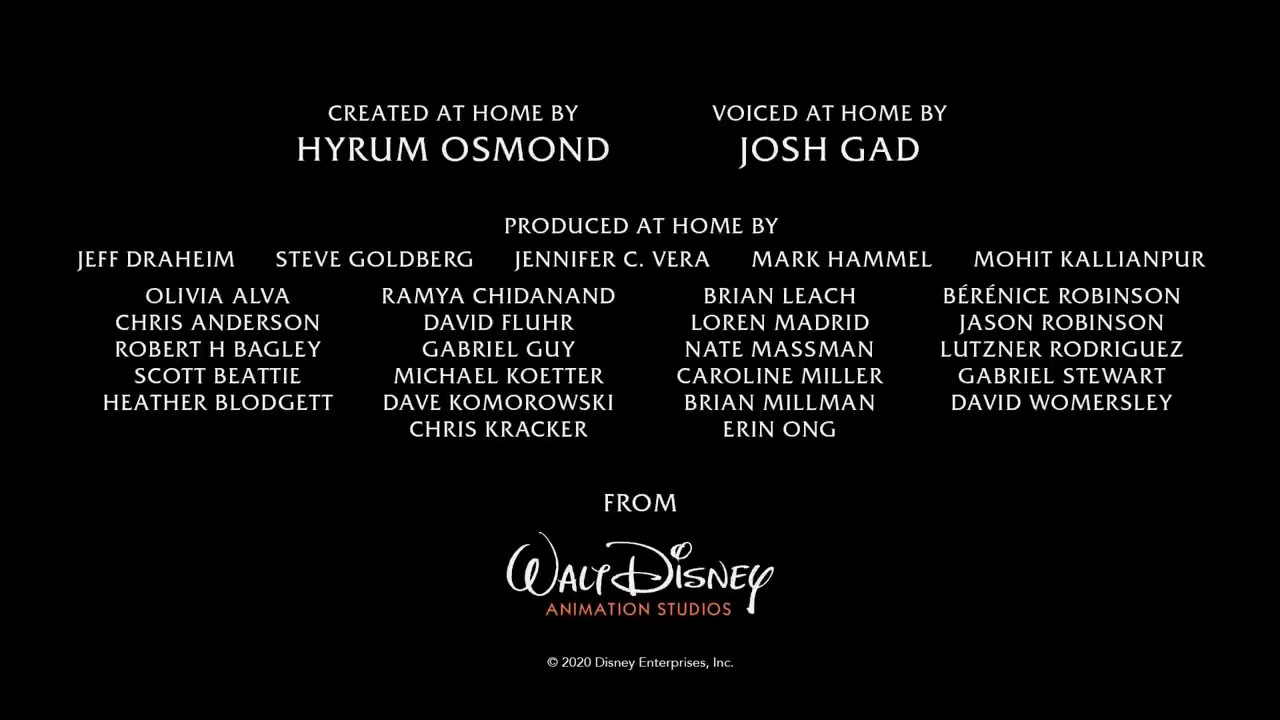 CREATED AT HOME BY VOICED AT HOME BY
HYRUM OSMOND JOSH GAD
PRODUCED AT HOME BY
JEFF DRAHEIM STEVE GOLDBERG JENNIFER C. VERA MARK HAMMEL MOHIT KALLIANPUR
OLIVIA ALVA RAMYA CHIDANAND BRIAN LEACH BÉRÉNICE ROBINSON
CHRIS ANDERSON DAVID FLUHR LOREN MADRID JASON ROBINSON
ROBERT H BAGLEY GABRIEL GUY NATE MASSMAN LUTZNER RODRIGUEZ
SCOTT BEATTIE MICHAEL KOETTER CAROLINE MILLER GABRIEL STEWART
HEATHER BLODGETT DAVE KOMOROWSKI BRIAN MILLMAN DAVID WOMERSLEY
CHRIS KRACKER ERIN ONG
FROM
WALT DISNEY
ANIMATION STUDIOS
© 2020 Disney Enterprises, Inc.